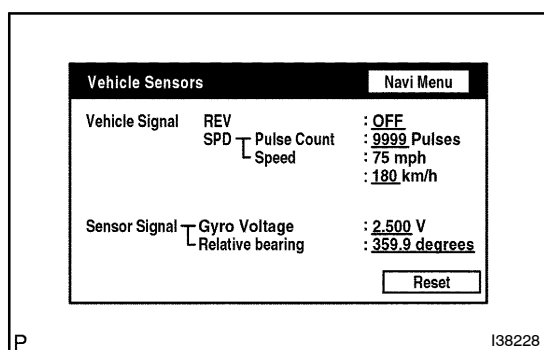 Vehicle Sensors Navi Menu
Vehicle Signal REV : OFF
SPD Pulse Count : 9999 Pulses
Speed : 75 mph
: 180 km/h
Sensor Signal Gyro Voltage : 2.500 V
Relative bearing : 359.9 degrees
Reset
P I38228